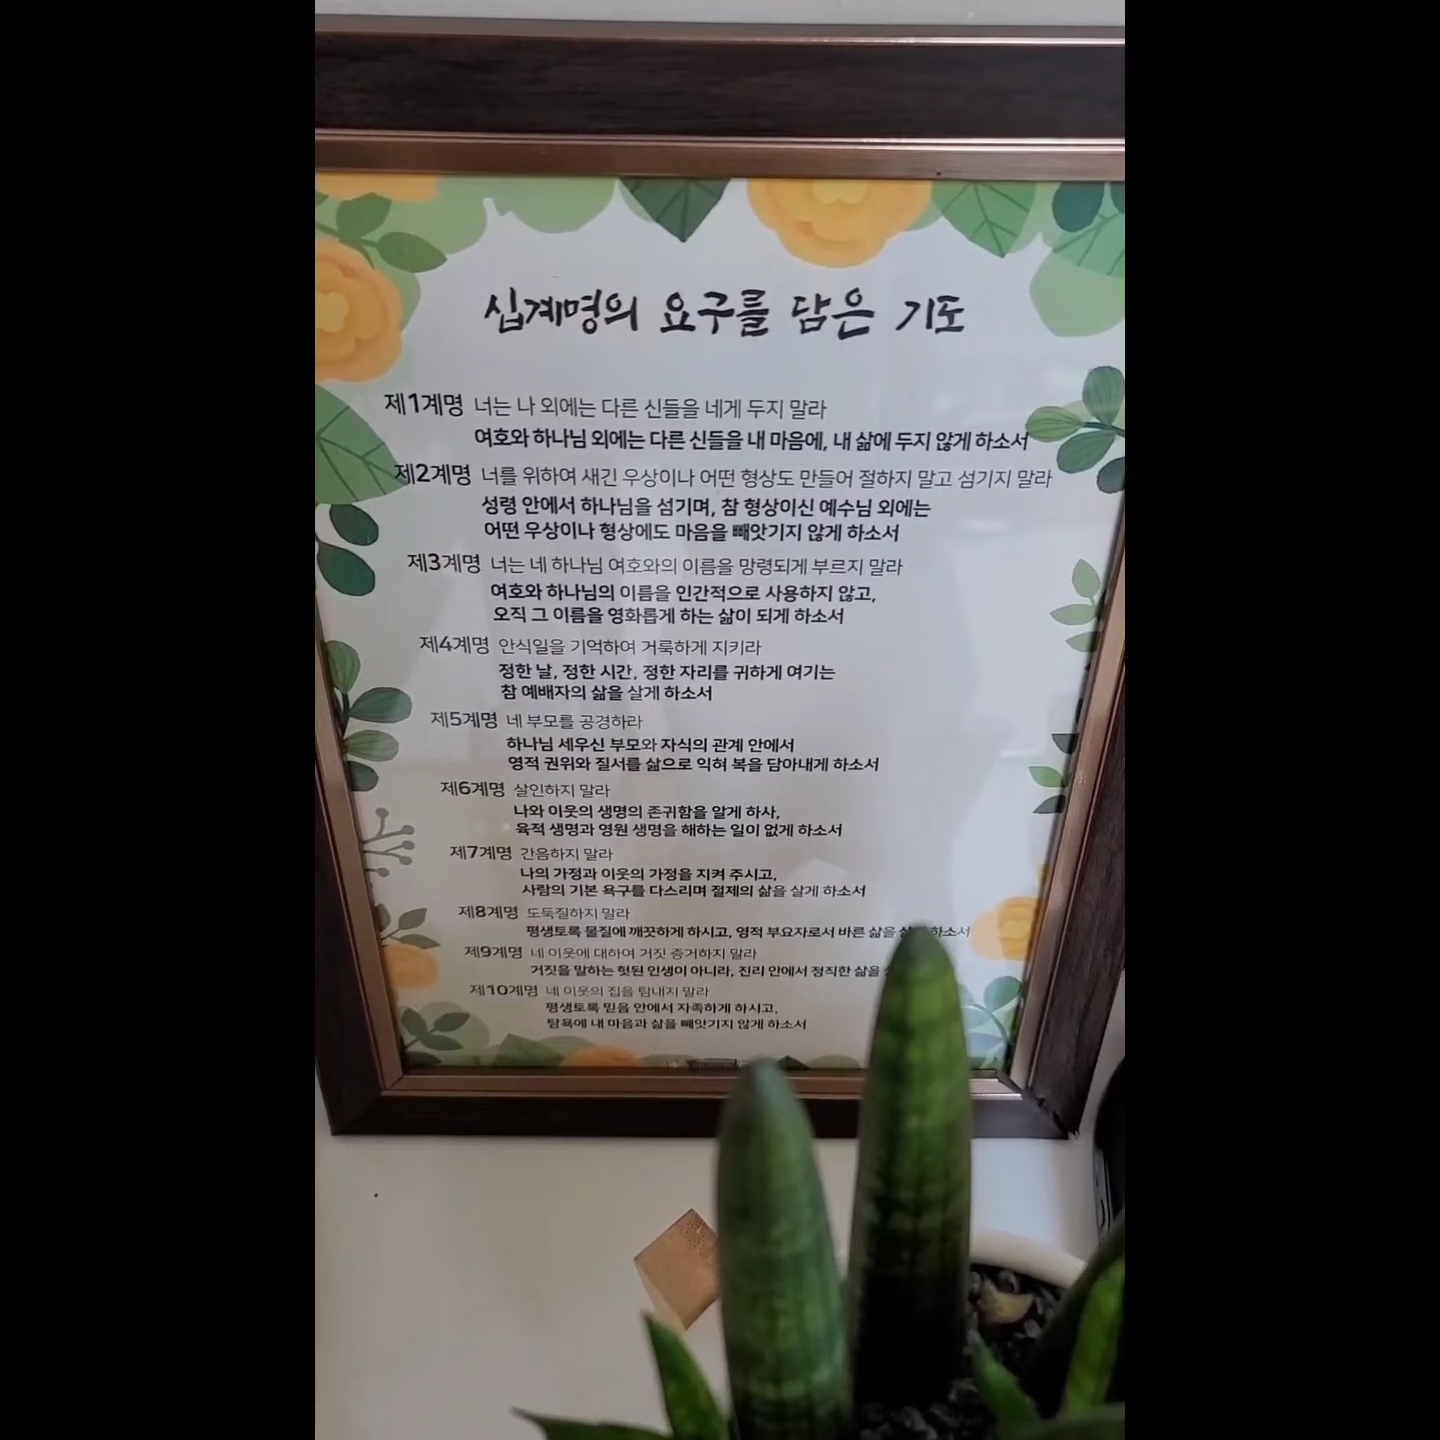 십계명의 요구를 담은 기도
제1계명 너는 나 외에는 다른 신들을 네게 두지 말라
여호와 하나님 외에는 다른 신들을 내 마음에, 내 삶에 두지 않게 하소서
제2계명 너를 위하여 새긴 우상이나 어떤 형상도 만들어 절하지 말고 섬기지 말라
성령 안에서 하나님을 섬기며, 참 형상이신 예수님 외에는
어떤 우상이나 형상에도 마음을 빼앗기지 않게 하소서
제3계명 너는 네 하나님 여호와의 이름을 망령되게 부르지 말라
여호와 하나님의 이름을 인간적으로 사용하지 않고,
오직 그 이름을 영화롭게 하는 삶이 되게 하소서
제4계명 안식일을 기억하여 거룩하게 지키라
정한 날, 정한 시간, 정한 자리를 귀하게 여기는
참 예배자의 삶을 살게 하소서
제5계명 네 부모를 공경하라
하나님 세우신 부모와 자식의 관계 안에서
영적 권위와 질서를 삶으로 익혀 복을 담아내게 하소서
제6계명 살인하지 말라
나와 이웃의 생명의 존귀함을 알게 하사,
육적 생명과 영원 생명을 해하는 일이 없게 하소서
제7계명 간음하지 말라
나의 가정과 이웃의 가정을 지켜 주시고,
사람의 기본 욕구를 다스리며 절제의 삶을 살게 하소서
제8계명 도둑질하지 말라
평생토록 물질에 깨끗하게 하시고, 영적 부요자로서 바른 삶을 하소서
제9계명 네 이웃에 대하여 거짓 증거하지 말라
거짓을 말하는 헛된 인생이 아니라, 진리 안에서 정직한 삶을
제10계명 네 이웃의 집을 탐내지 말라
평생토록 믿음 안에서 자족하게 하시고,
탐욕에 내 마음과 삶을 빼앗기지 않게 하소서